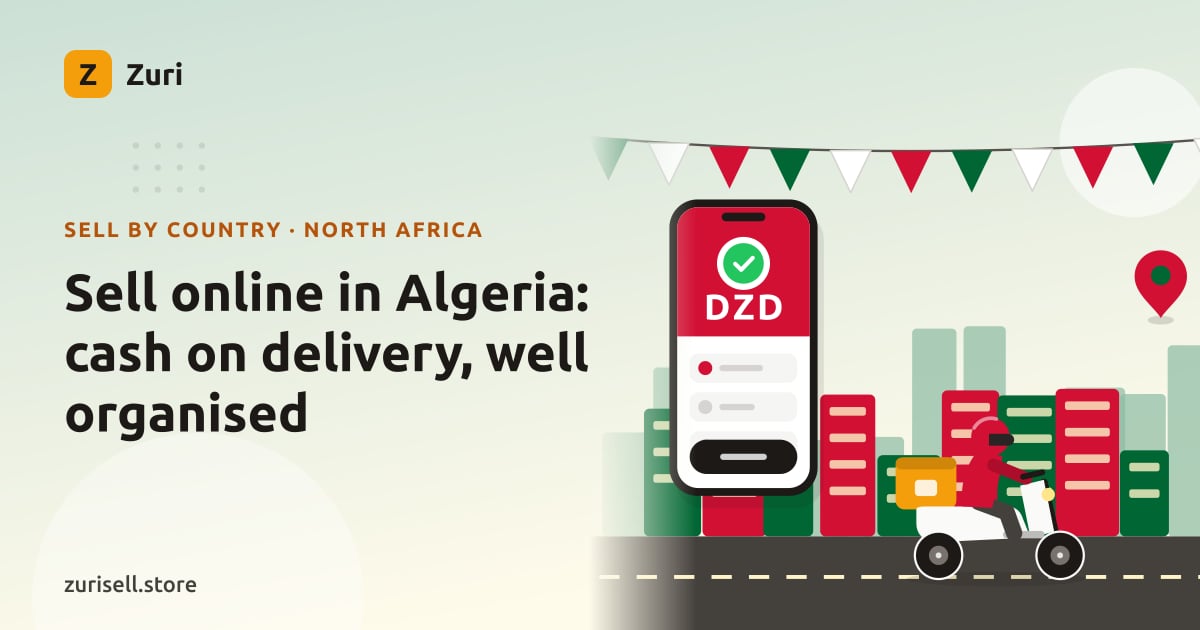 Z Zuri
SELL BY COUNTRY · NORTH AFRICA
Sell online in Algeria:
cash on delivery, well
organised
DZD
zurisell.store